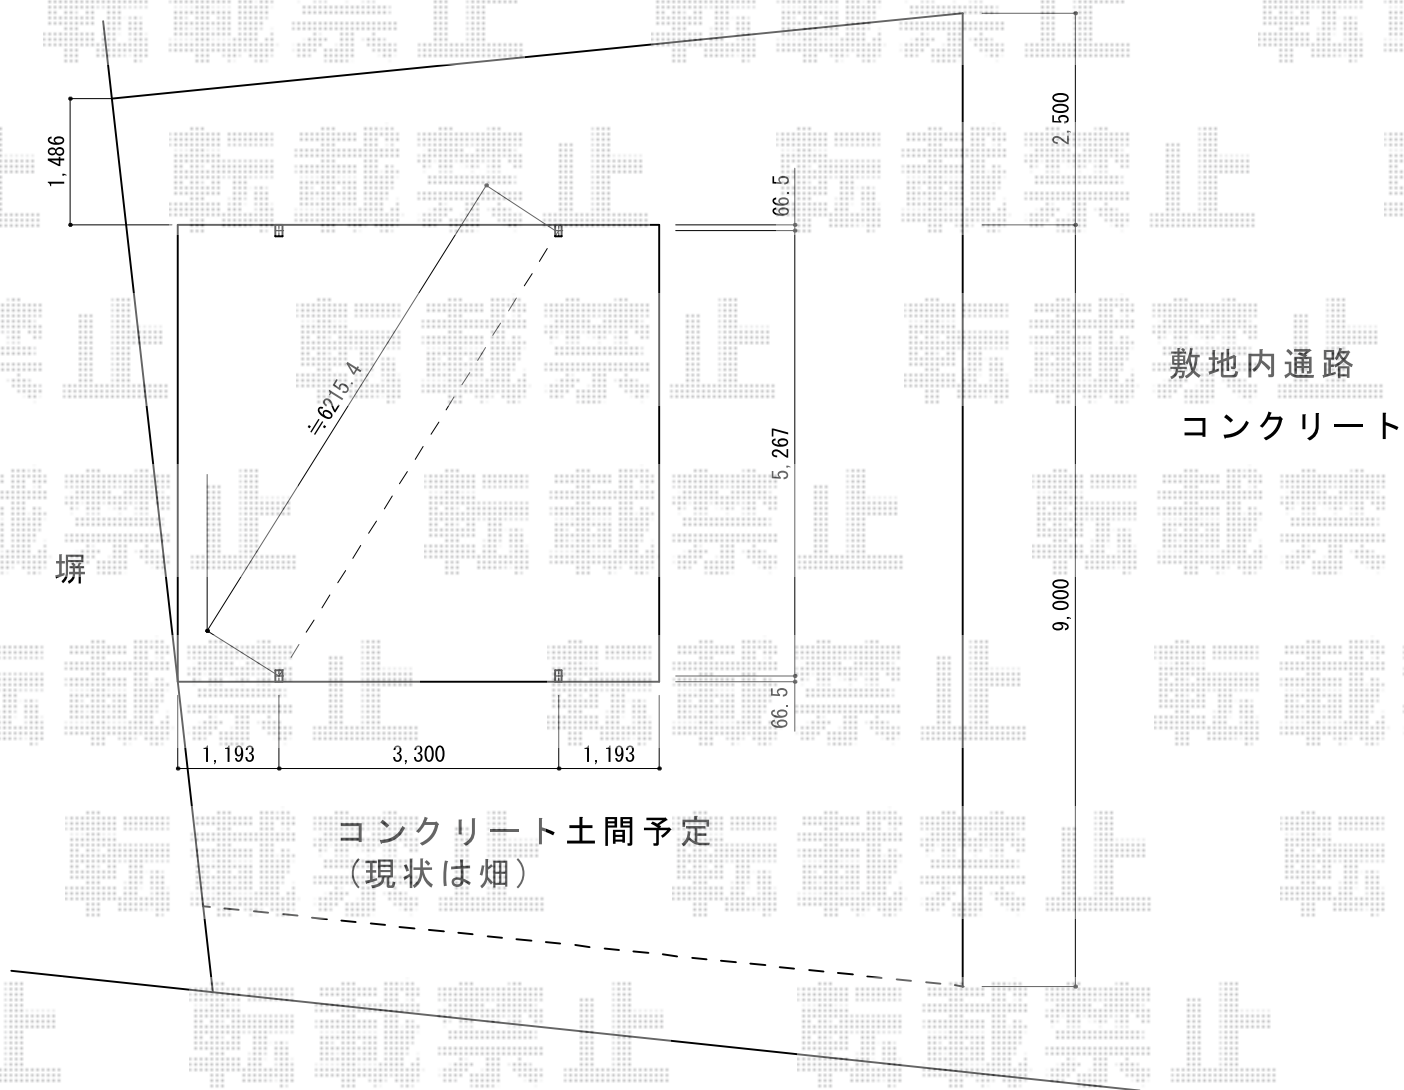 転載禁止
2,500
1,486
66.5
敷地内通路
コンクリート
≒6215.4
5,267
塀
9,000
66.5
1,193
3,300
1,193
コンクリート土間予定
(現状は畑)